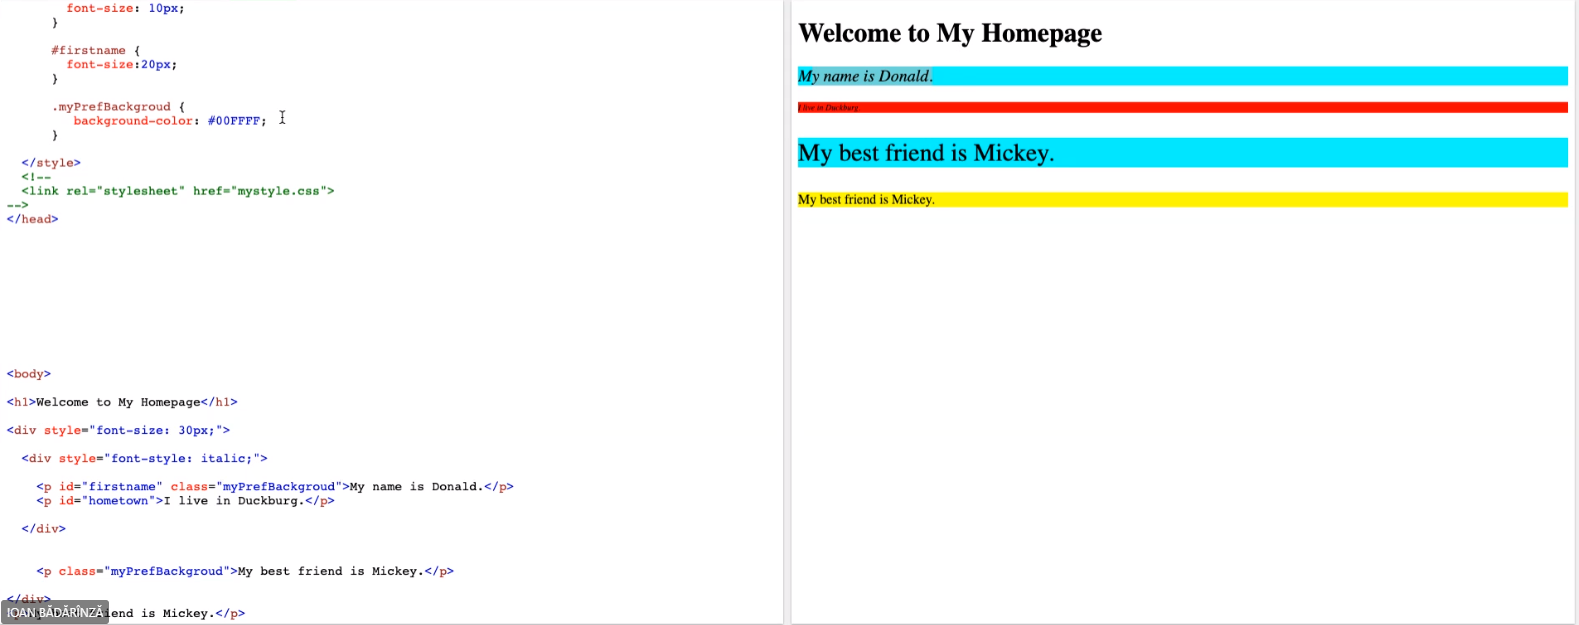 font-size: 10px;
}
#firstname {
font-size:20px;
}
.myPrefBackgroud {
background-color: #00FFFF;
}
</style>
<!--
<link rel="stylesheet" href="mystyle.css">
-->
</head>
<body>
<h1>Welcome to My Homepage</h1>
<div style="font-size: 30px;">
<div style="font-style: italic;">
<p id="firstname" class="myPrefBackgroud">My name is Donald.</p>
<p id="hometown">I live in Duckburg.</p>
</div>
<p class="myPrefBackgroud">My best friend is Mickey.</p>
</div>
IOAN BĂDĂRÎNZĂ
iend is Mickey.</p>
Welcome to My Homepage
My name is Donald.
I live in Duckburg.
My best friend is Mickey.
My best friend is Mickey.